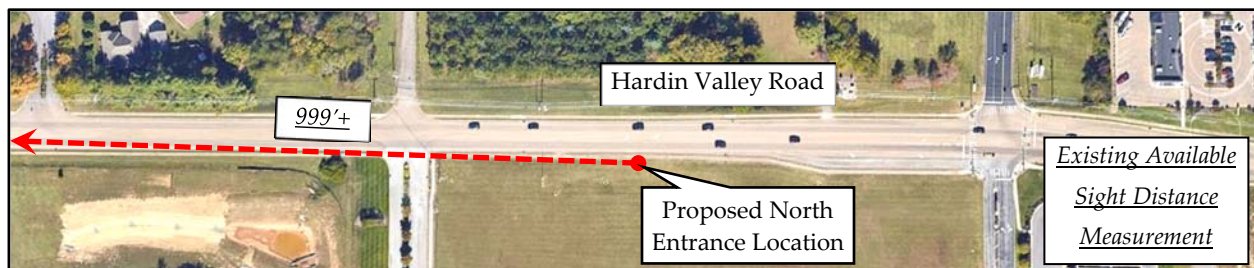 Hardin Valley Road
999'+
Existing Available
Sight Distance
Measurement
Proposed North
Entrance Location